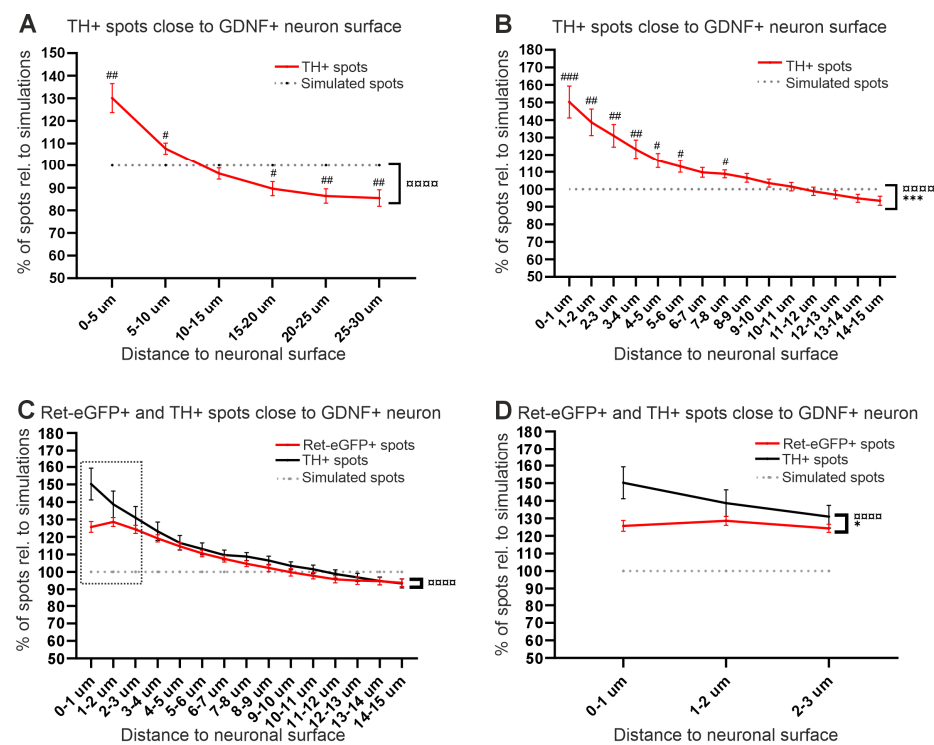 A
TH+ spots close to GDNF+ neuron surface
% of spots rel. to simulations
150
140
130
120
110
100
90
80
70
60
50
TH+ spots
Simulated spots
##
#
#
##
##
¤¤¤¤
0-5 um
5-10 um
10-15 um
15-20 um
20-25 um
25-30 um
Distance to neuronal surface
B
TH+ spots close to GDNF+ neuron surface
% of spots rel. to simulations
180
170
160
150
140
130
120
110
100
90
80
70
60
50
TH+ spots
Simulated spots
###
##
##
##
#
#
#
¤¤¤¤
***
0-1 um
1-2 um
2-3 um
3-4 um
4-5 um
5-6 um
6-7 um
7-8 um
8-9 um
9-10 um
10-11 um
11-12 um
12-13 um
13-14 um
14-15 um
Distance to neuronal surface
C
Ret-eGFP+ and TH+ spots close to GDNF+ neuron
% of spots rel. to simulations
180
170
160
150
140
130
120
110
100
90
80
70
60
50
Ret-eGFP+ spots
TH+ spots
Simulated spots
¤¤¤¤
0-1 um
1-2 um
2-3 um
3-4 um
4-5 um
5-6 um
6-7 um
7-8 um
8-9 um
9-10 um
10-11 um
11-12 um
12-13 um
13-14 um
14-15 um
Distance to neuronal surface
D
Ret-eGFP+ and TH+ spots close to GDNF+ neuron
% of spots rel. to simulations
180
170
160
150
140
130
120
110
100
90
80
70
60
50
Ret-eGFP+ spots
TH+ spots
Simulated spots
¤¤¤¤
*
0-1 um
1-2 um
2-3 um
Distance to neuronal surface